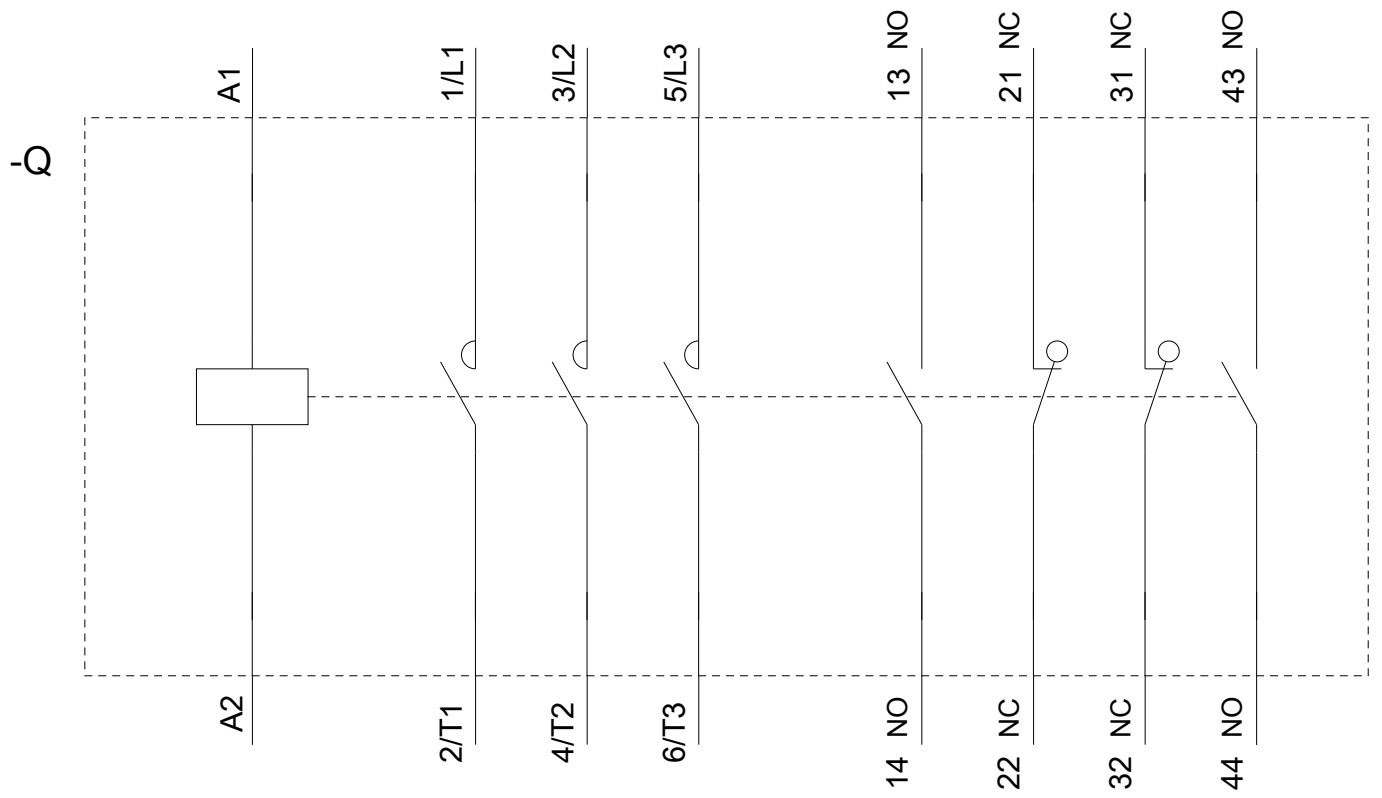 A1
1/L1
3/L2
5/L3
13 NO
21 NC
31 NC
43 NO
-Q
A2
2/T1
4/T2
6/T3
14 NO
22 NC
32 NC
44 NO